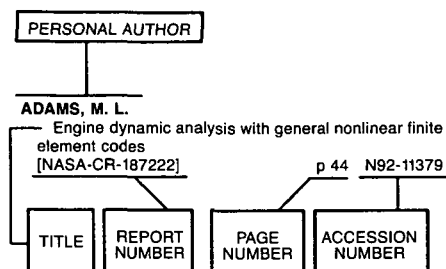 PERSONAL AUTHOR
ADAMS, M. L.
Engine dynamic analysis with general nonlinear finite
element codes
[NASA-CR-187222] p 44 N92-11379
TITLE REPORT NUMBER PAGE NUMBER ACCESSION NUMBER